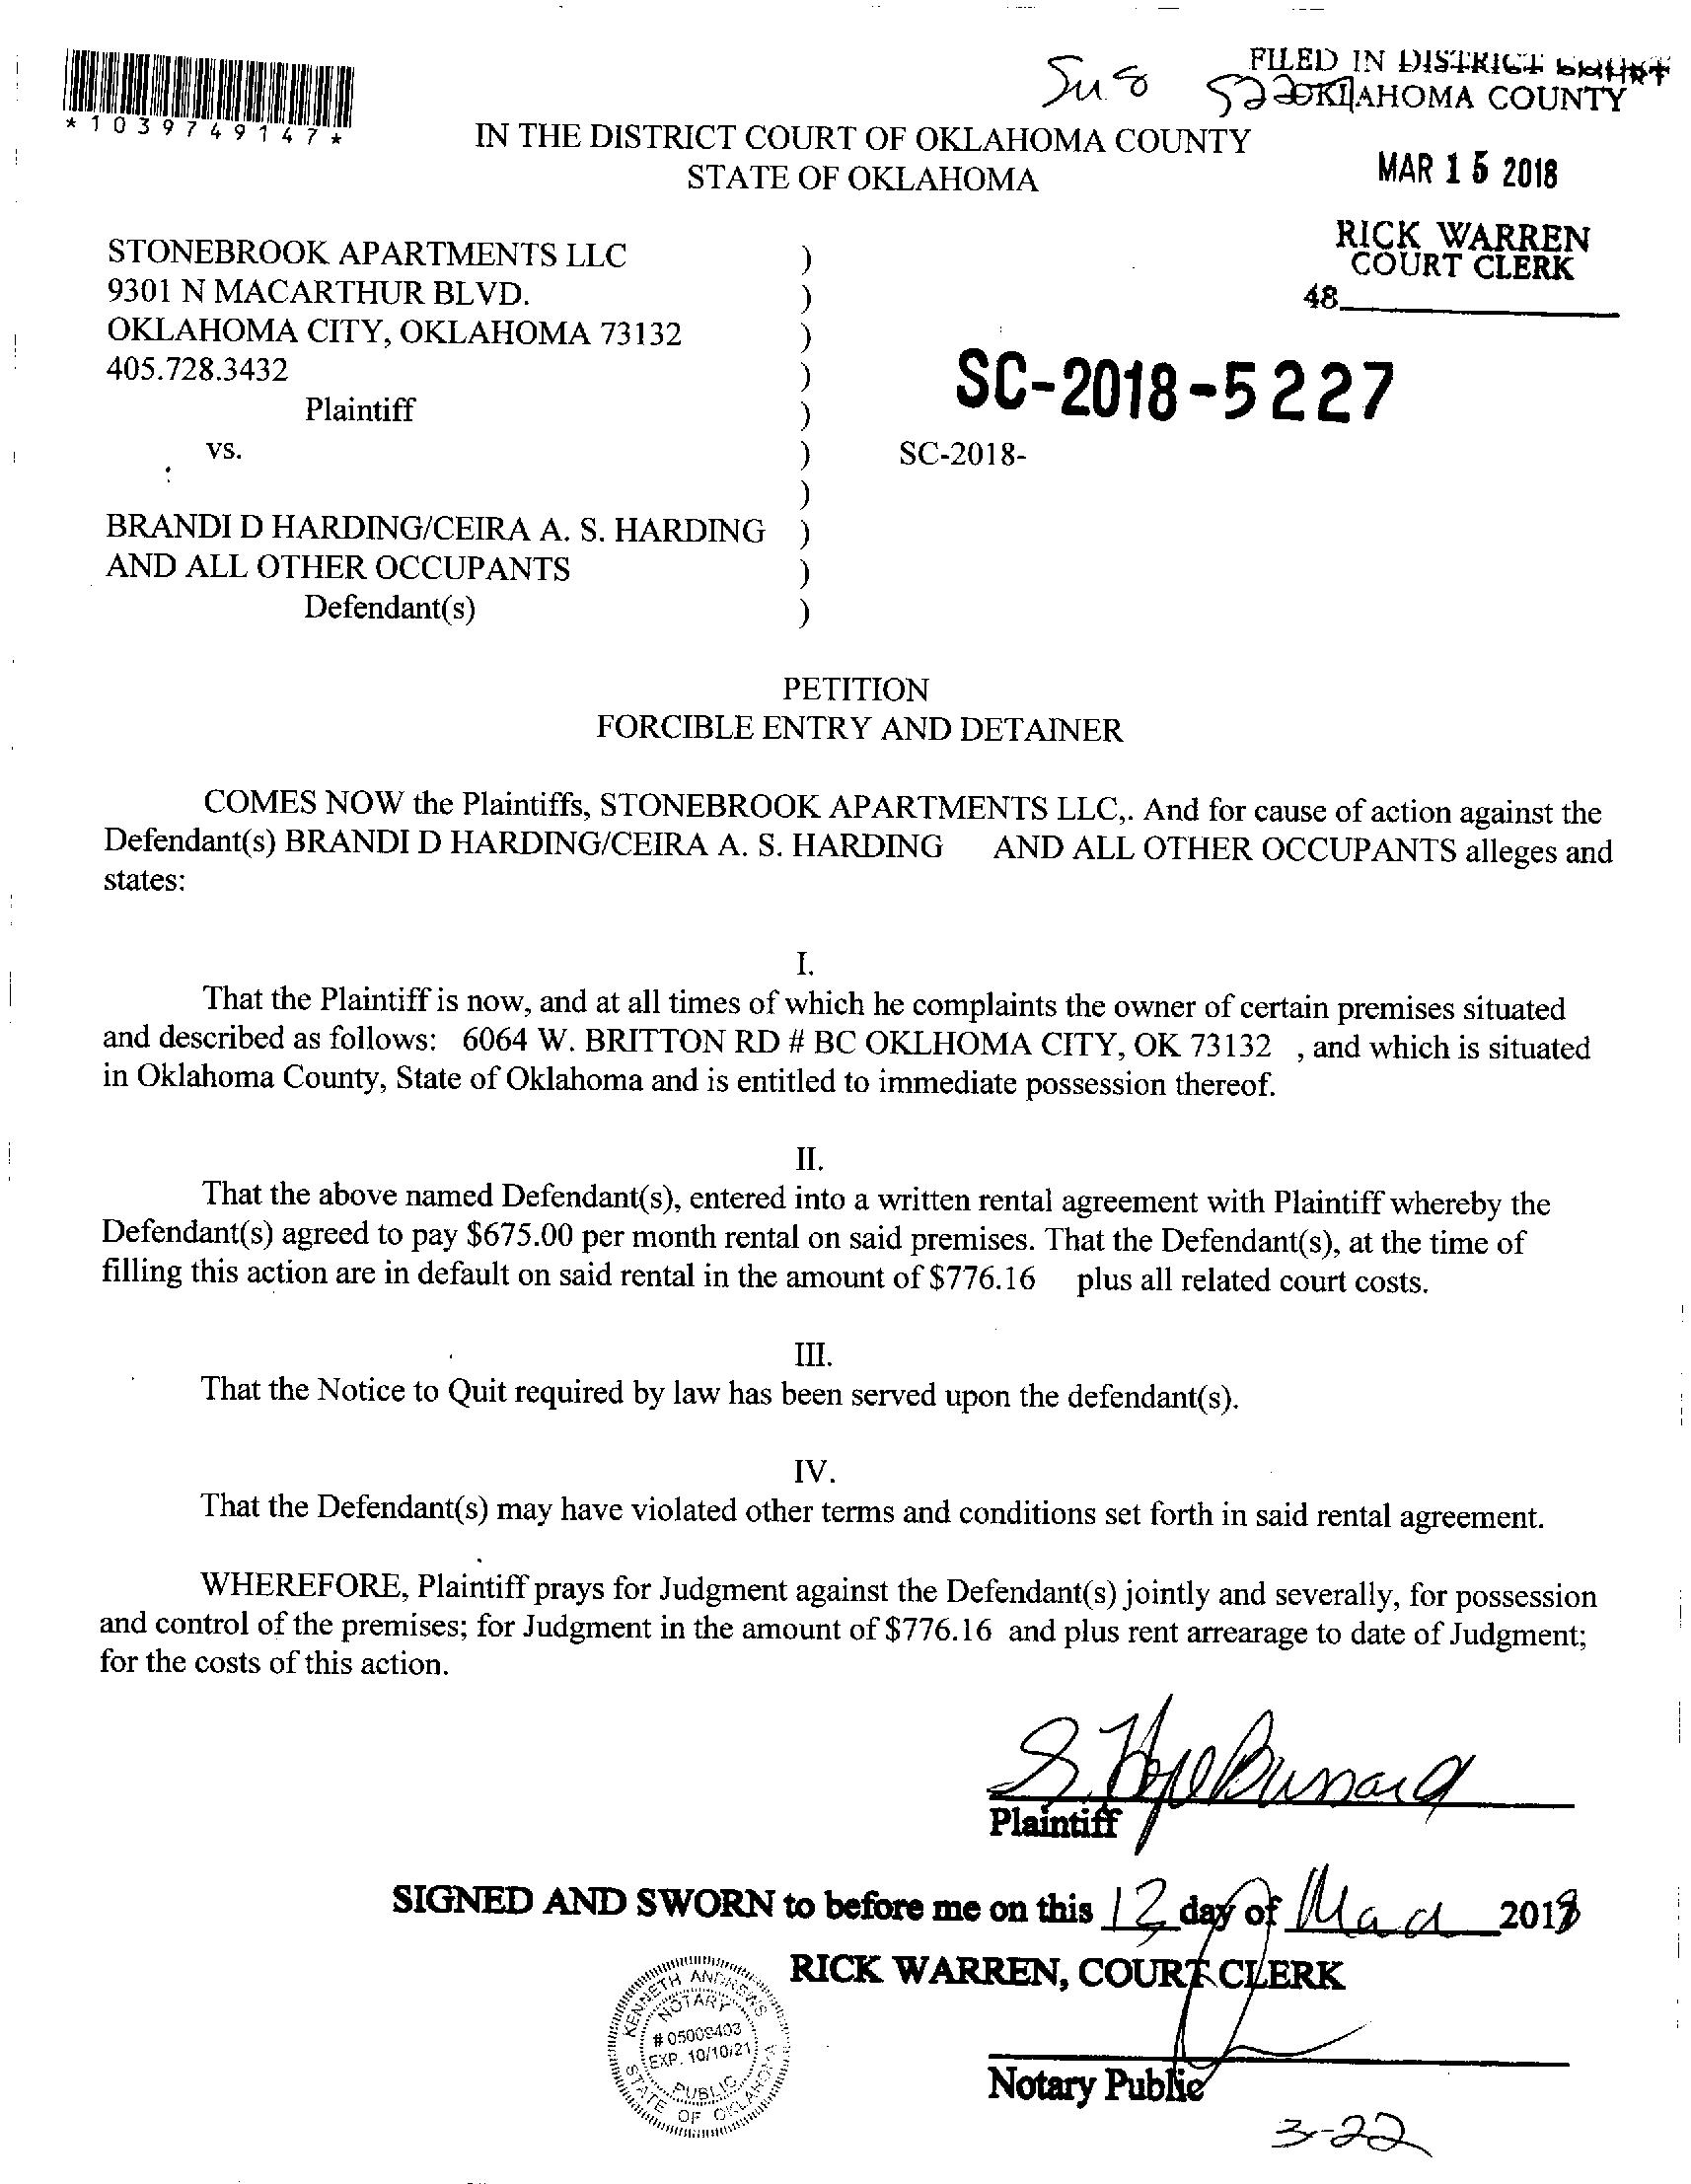 *1039749147*
FILED IN DISTRICT COURT
OKLAHOMA COUNTY
IN THE DISTRICT COURT OF OKLAHOMA COUNTY
STATE OF OKLAHOMA
MAR 15 2018
RICK WARREN
COURT CLERK
48
STONEBROOK APARTMENTS LLC )
9301 N MACARTHUR BLVD. )
OKLAHOMA CITY, OKLAHOMA 73132 )
405.728.3432 )
SC-2018-5227
Plaintiff )
vs. ) SC-2018-
)
BRANDI D HARDING/CEIRA A. S. HARDING )
AND ALL OTHER OCCUPANTS )
Defendant(s) )
PETITION
FORCIBLE ENTRY AND DETAINER
COMES NOW the Plaintiffs, STONEBROOK APARTMENTS LLC,. And for cause of action against the
Defendant(s) BRANDI D HARDING/CEIRA A. S. HARDING AND ALL OTHER OCCUPANTS alleges and
states:
I.
That the Plaintiff is now, and at all times of which he complaints the owner of certain premises situated
and described as follows: 6064 W. BRITTON RD # BC OKLHOMA CITY, OK 73132 , and which is situated
in Oklahoma County, State of Oklahoma and is entitled to immediate possession thereof.
II.
That the above named Defendant(s), entered into a written rental agreement with Plaintiff whereby the
Defendant(s) agreed to pay $675.00 per month rental on said premises. That the Defendant(s), at the time of
filling this action are in default on said rental in the amount of $776.16 plus all related court costs.
III.
That the Notice to Quit required by law has been served upon the defendant(s).
IV.
That the Defendant(s) may have violated other terms and conditions set forth in said rental agreement.
WHEREFORE, Plaintiff prays for Judgment against the Defendant(s) jointly and severally, for possession
and control of the premises; for Judgment in the amount of $776.16 and plus rent arrearage to date of Judgment;
for the costs of this action.
Plaintiff
SIGNED AND SWORN to before me on this day of 2018
RICK WARREN, COURT CLERK
KENNETH ANDREWS
NOTARY
# 05009403
EXP. 10/10/21
PUBLIC
STATE OF OKLAHOMA
Notary Public
3-22